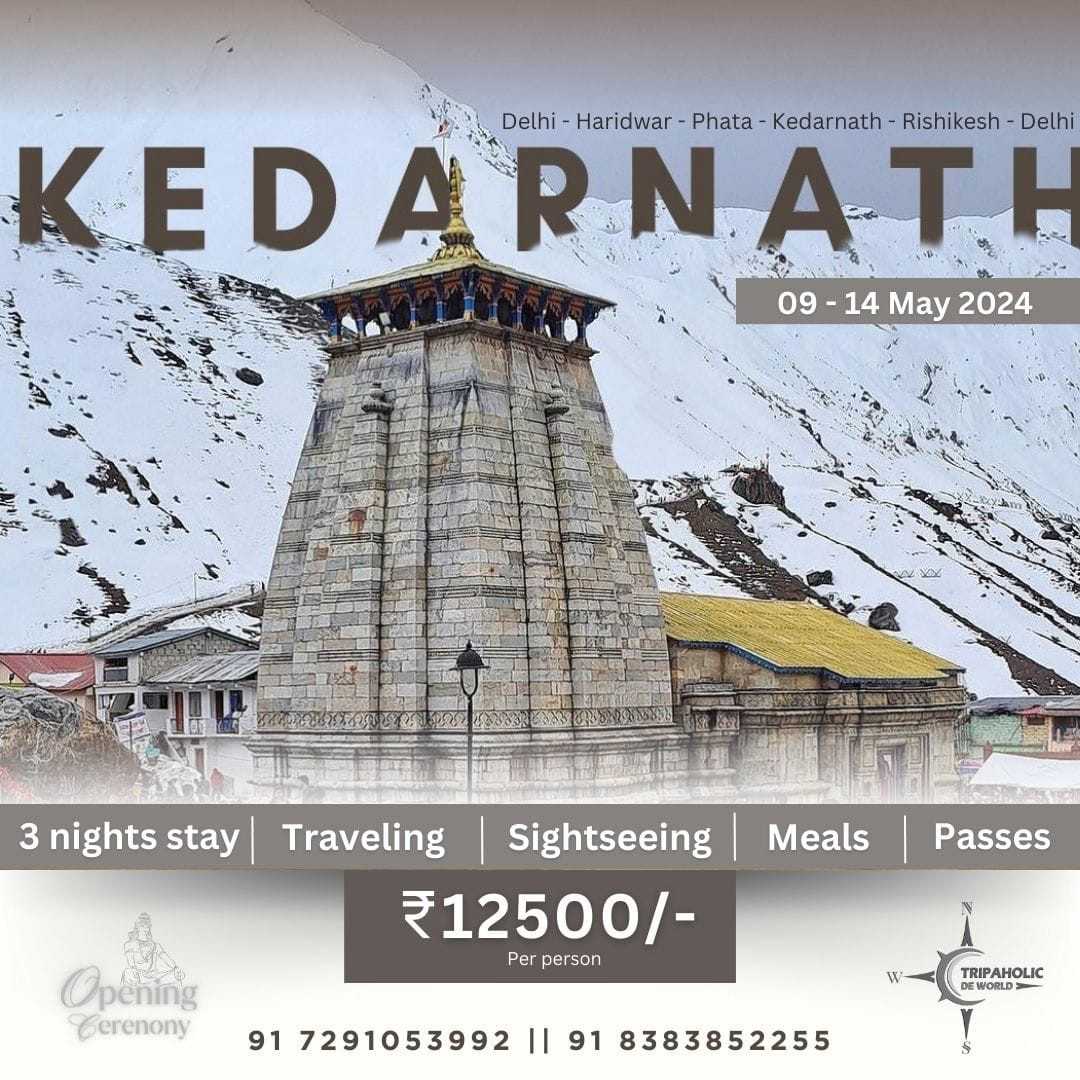 Delhi - Haridwar - Phata - Kedarnath - Rishikesh - Delhi
KEDARNATH
09 - 14 May 2024
3 nights stay | Traveling | Sightseeing | Meals | Passes
₹12500/-
Per person
Opening
Cerenony
N
W
TRIPAHOLIC
DE WORLD
S
91 7291053992 || 91 8383852255